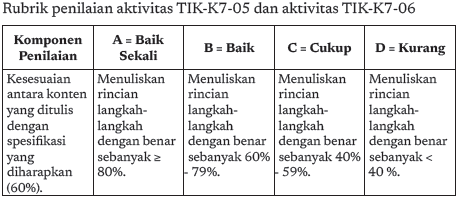 Rubrik penilaian aktivitas TIK-K7-05 dan aktivitas TIK-K7-06
Komponen
Penilaian
A = Baik
Sekali
B = Baik
C = Cukup
D = Kurang
Kesesuaian
antara konten
yang ditulis
dengan
spesifikasi
yang
diharapkan
(60%).
Menuliskan
rincian
langkah-
langkah
dengan benar
sebanyak ≥
80%.
Menuliskan
rincian
langkah-
langkah
dengan benar
sebanyak 60%
- 79%.
Menuliskan
rincian
langkah-
langkah
dengan benar
sebanyak 40%
- 59%.
Menuliskan
rincian
langkah-
langkah
dengan benar
sebanyak <
40 %.